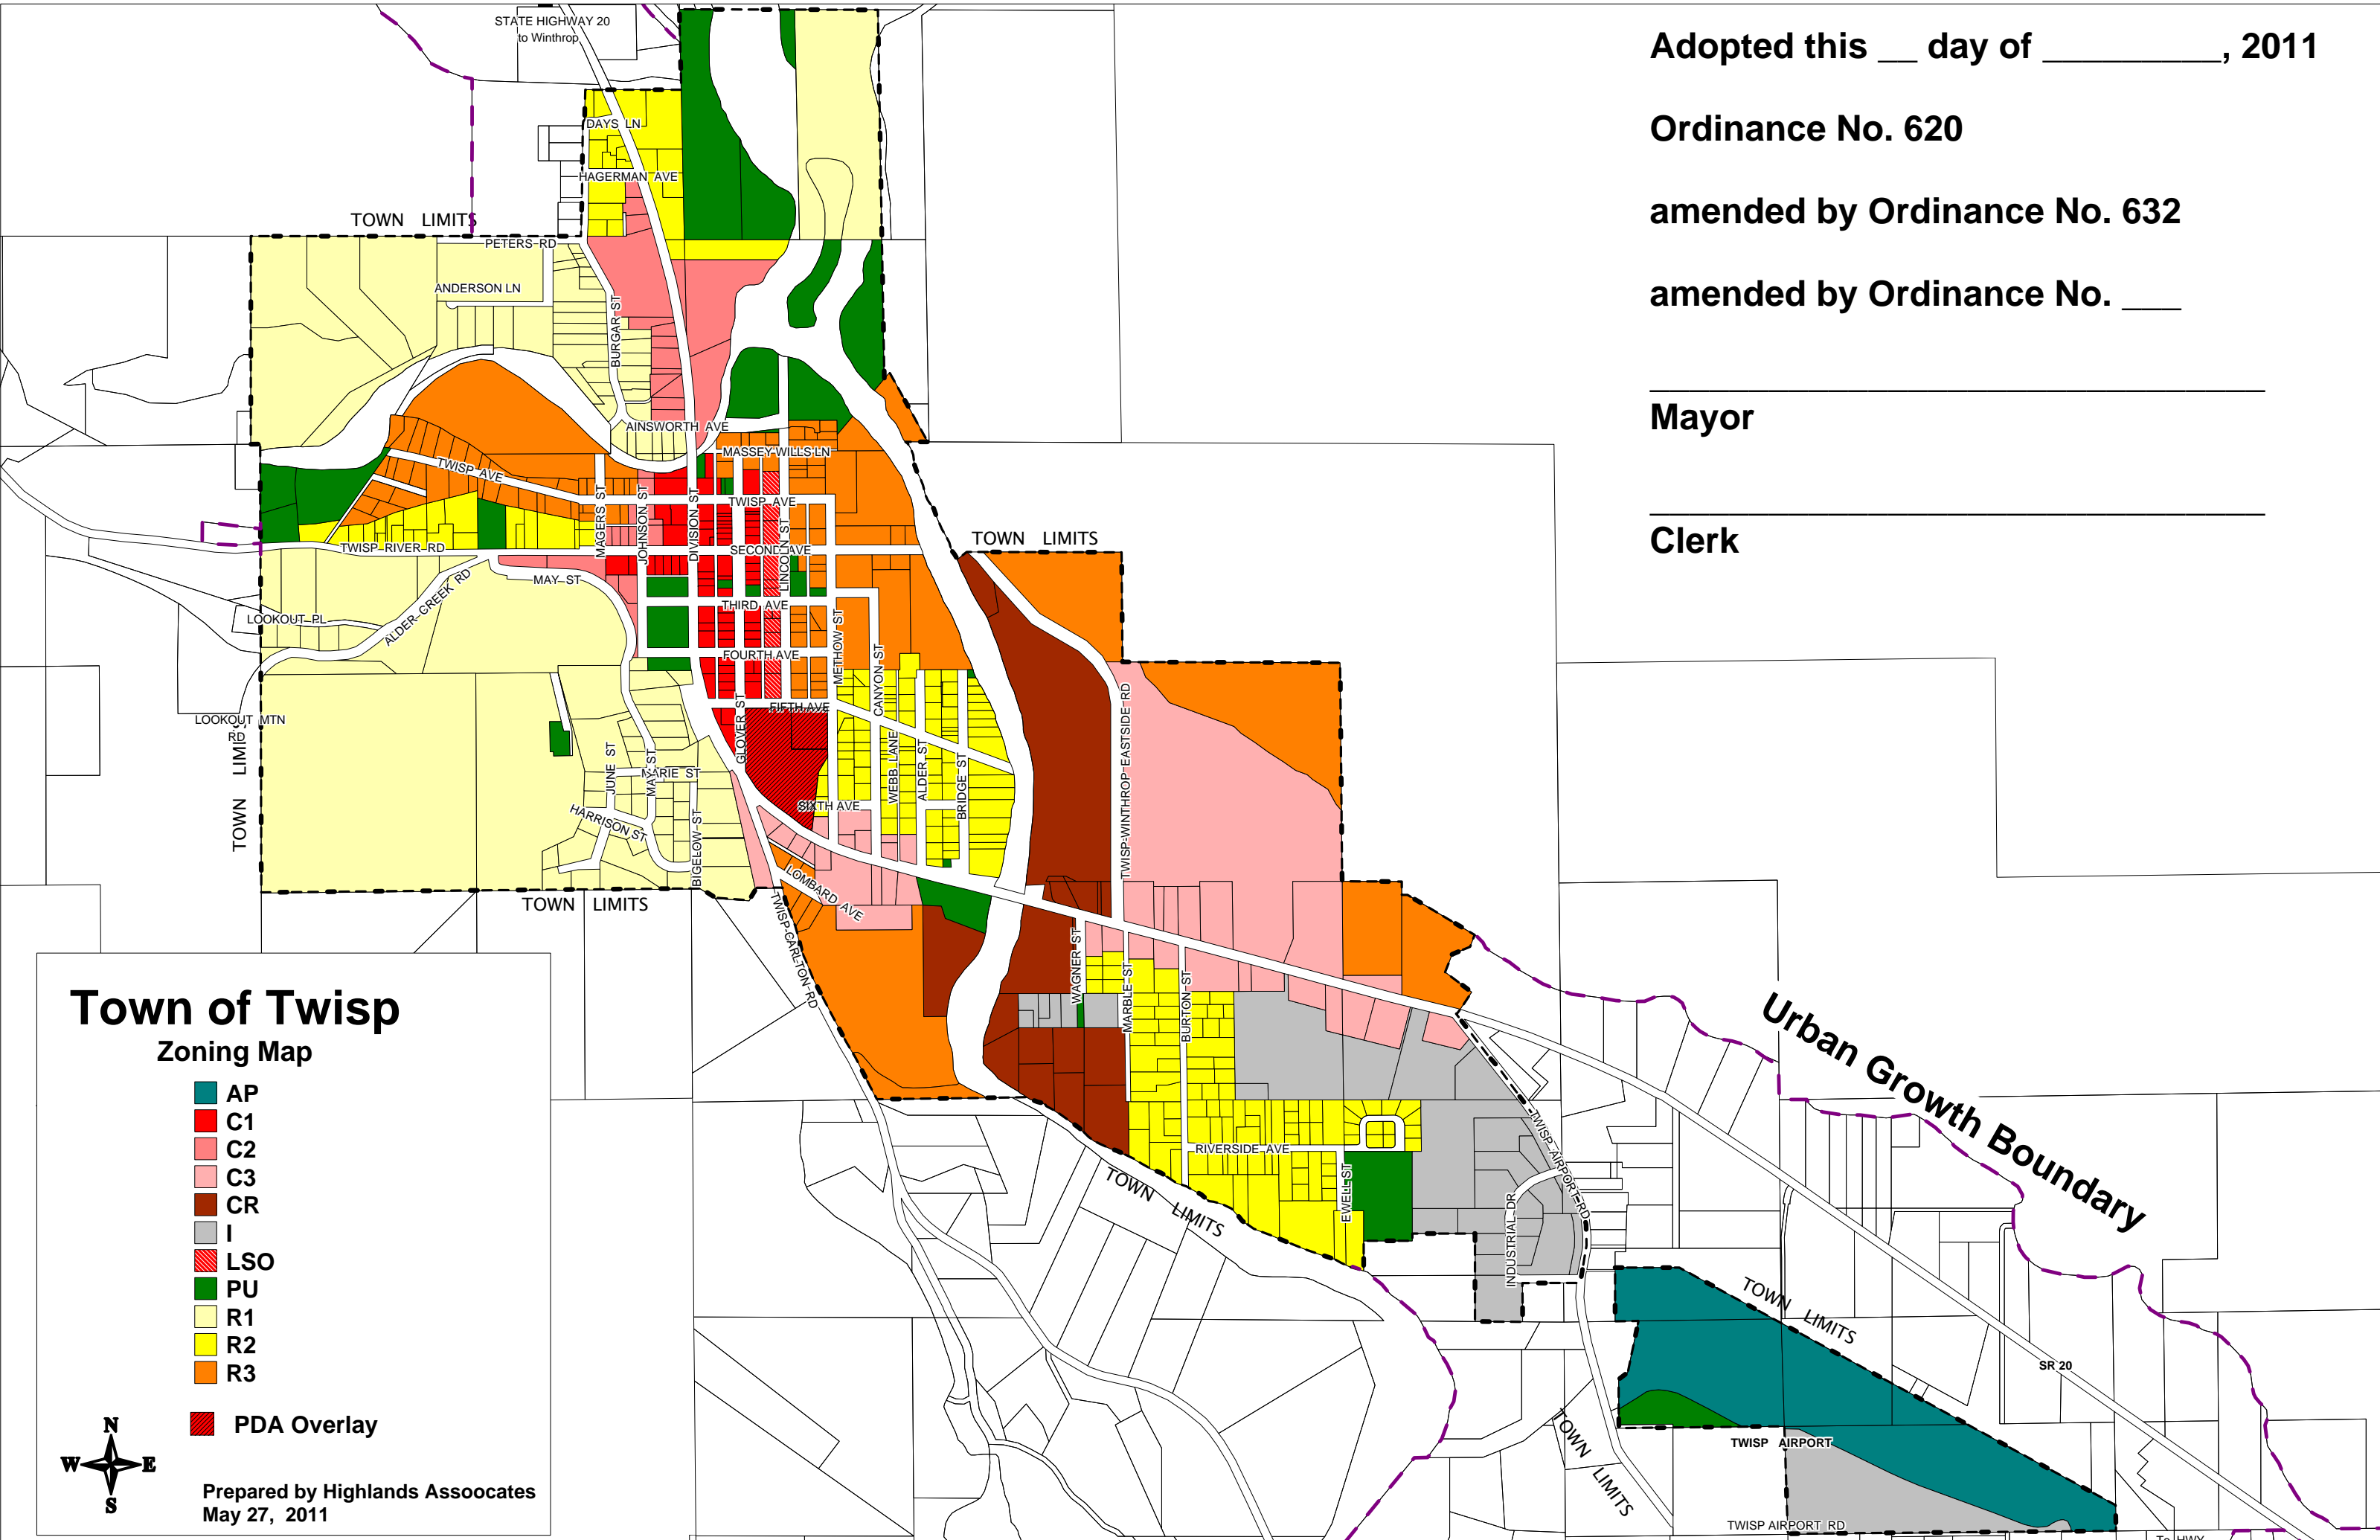 STATE HIGHWAY 20
to Winthrop
Adopted this __ day of _________, 2011
Ordinance No. 620
amended by Ordinance No. 632
amended by Ordinance No. ___
Mayor
Clerk
DAYS LN
HAGERMAN AVE
TOWN LIMITS
PETERS RD
ANDERSON LN
BURGAR ST
AINSWORTH AVE
MASSEY WILLS LN
TWISP AVE
TWISP AVE
MAGERS ST
JOHNSON ST
DIVISION ST
LINCOLN ST
SECOND AVE
TWISP RIVER RD
TOWN LIMITS
MAY ST
ALDER CREEK RD
LOOKOUT PL
THIRD AVE
FOURTH AVE
METHOW ST
CANYON ST
FIFTH AVE
GLOVER ST
LOOKOUT MTN
RD
TOWN LIMITS
JUNE ST
MAY ST
MARIE ST
HARRISON ST
BIGELOW ST
SIXTH AVE
WEBB LANE
ALDER ST
BRIDGE ST
TWISP-WINTHROP EASTSIDE RD
LOMBARD AVE
TOWN LIMITS
TWISP-CARLTON RD
WAGNER ST
MARBLE ST
BURTON ST
RIVERSIDE AVE
EWELL ST
TWISP AIRPORT RD
INDUSTRIAL DR
TOWN LIMITS
Urban Growth Boundary
TOWN LIMITS
SR 20
TOWN LIMITS
TWISP AIRPORT
TWISP AIRPORT RD
To HWY
Town of Twisp
Zoning Map
AP
C1
C2
C3
CR
I
LSO
PU
R1
R2
R3
PDA Overlay
N
W E
S
Prepared by Highlands Assoocates
May 27, 2011